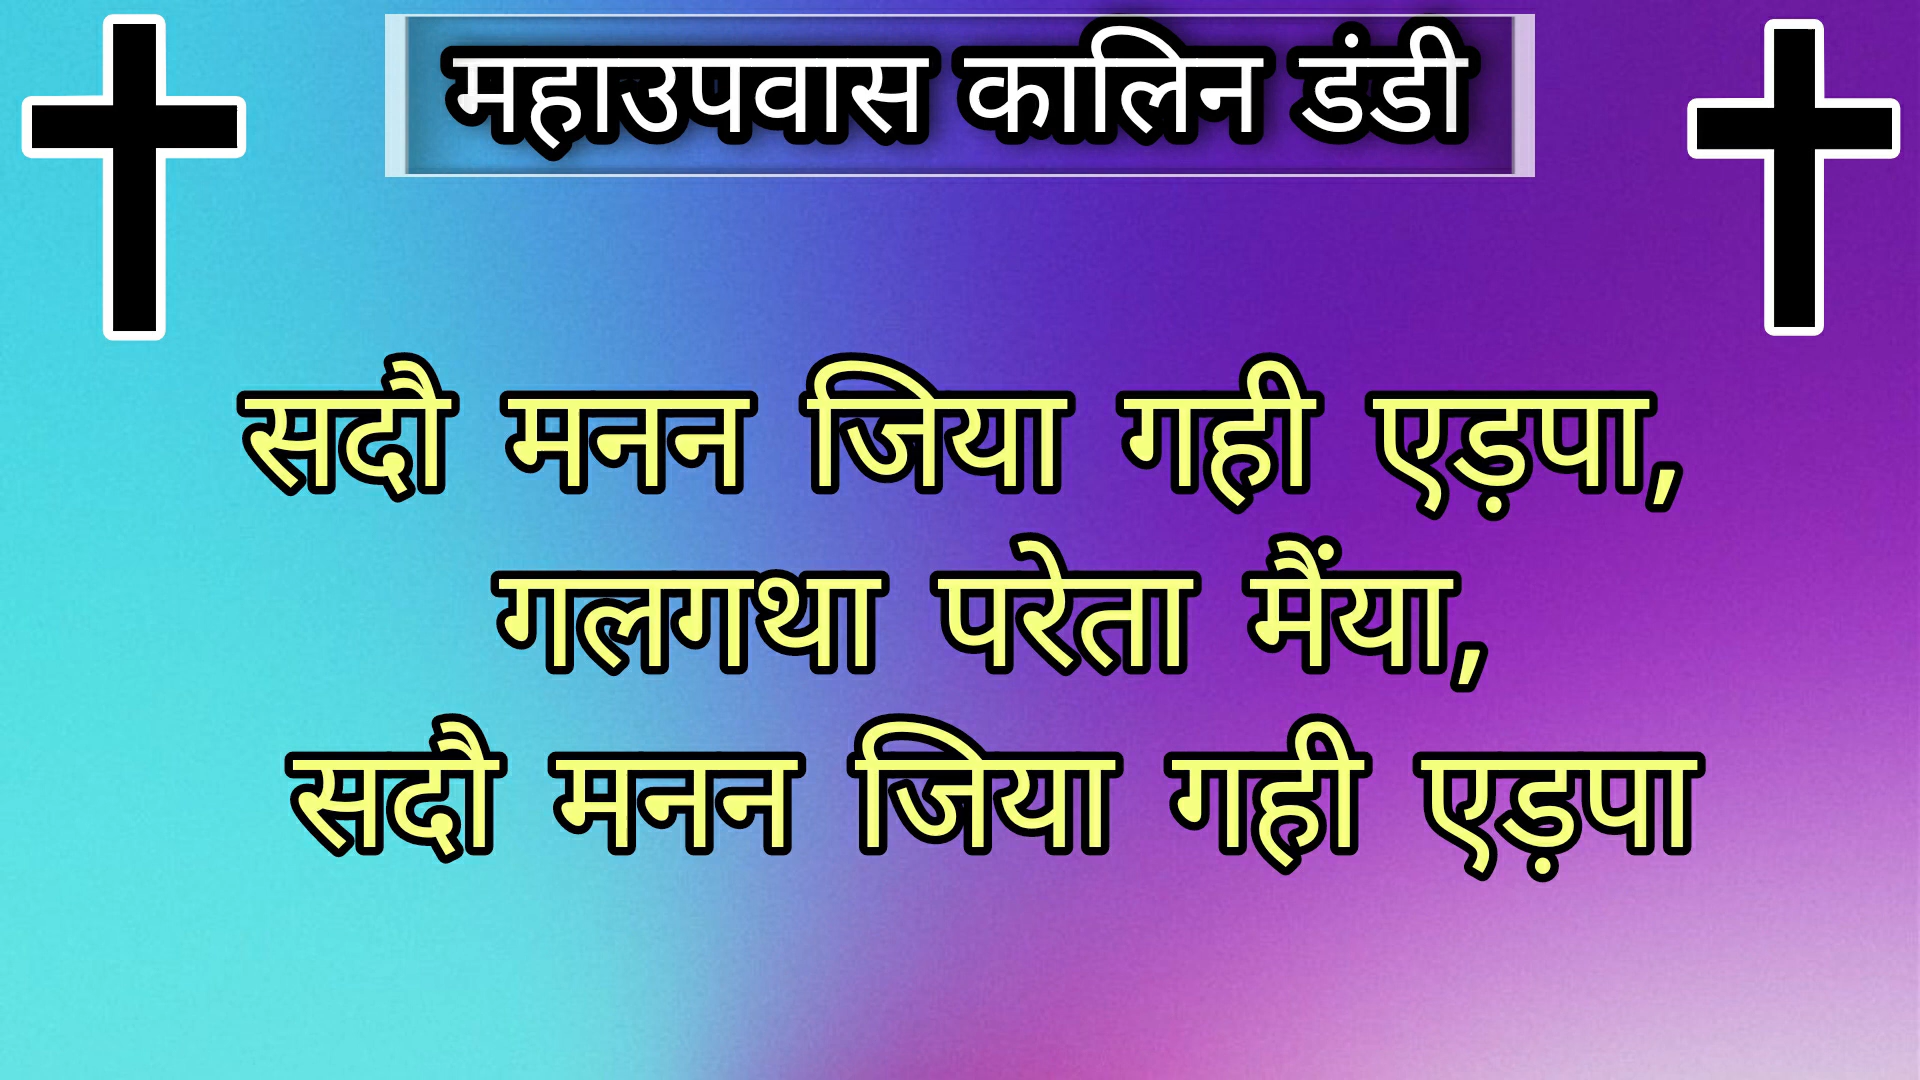 महाउपवास कालिन डंडी
सदौ मनन जिया गही एड़पा,
गलगथा परेता मैंया,
सदौ मनन जिया गही एड़पा